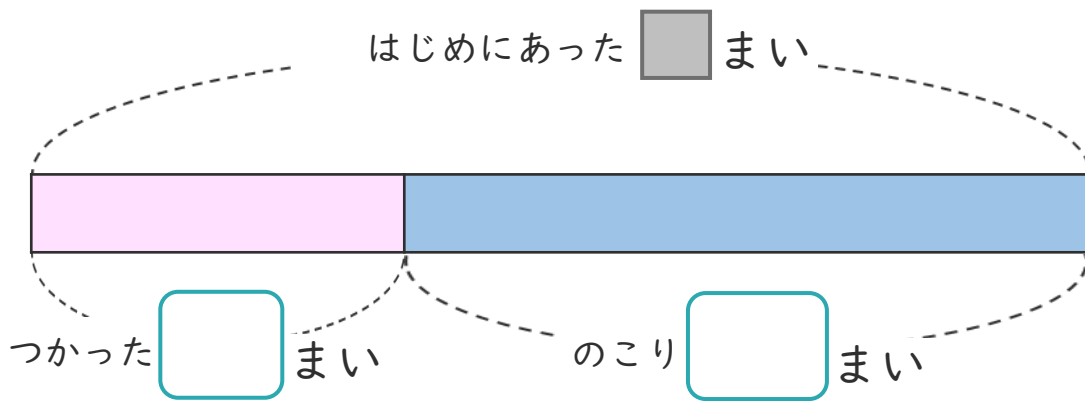 はじめにあった まい
つかった まい
のこり まい